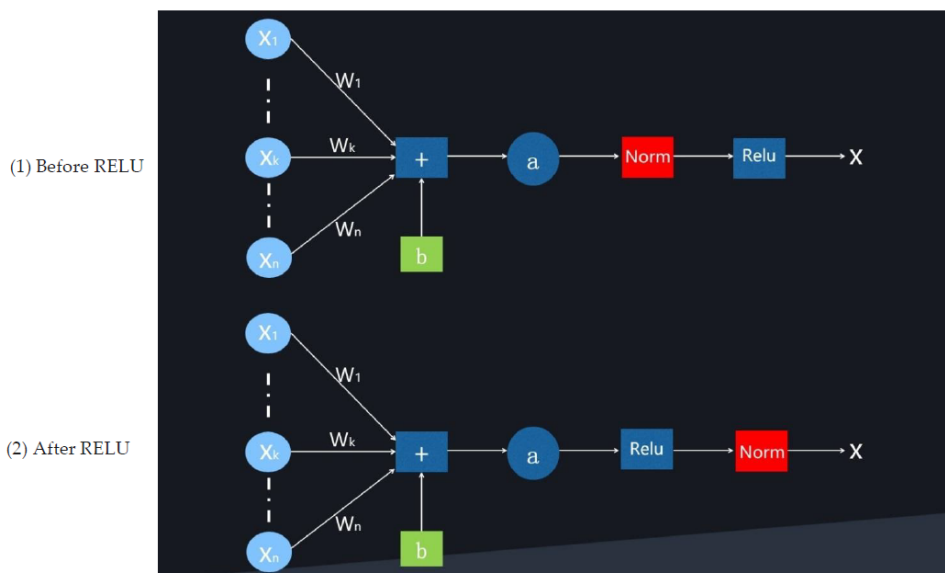 X1
W1
(1) Before RELU
Xk
Wk
+
a
Norm
Relu
X
Wn
Xn
b
X1
W1
(2) After RELU
Xk
Wk
+
a
Relu
Norm
X
Wn
Xn
b